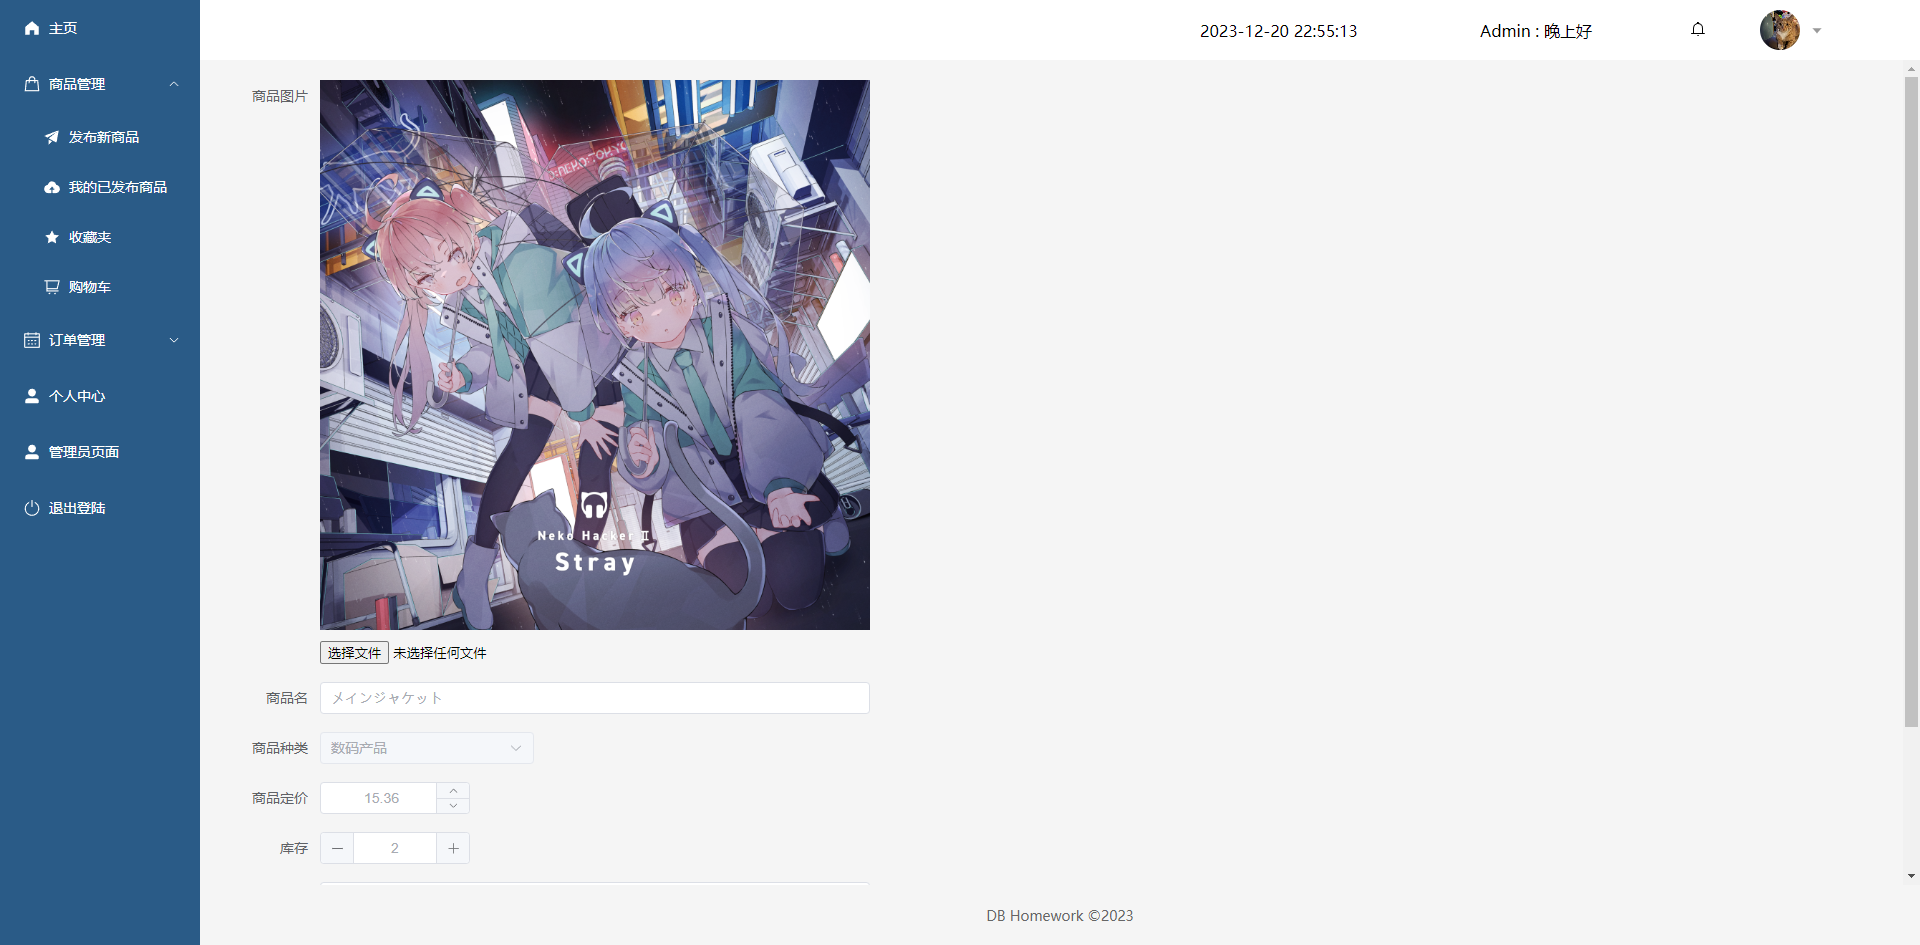 主页
商品管理
发布新商品
我的已发布商品
收藏夹
购物车
订单管理
个人中心
管理员页面
退出登陆
2023-12-20 22:55:13
Admin : 晚上好
商品图片
Neko Hacker II
Stray
选择文件 未选择任何文件
商品名
メインジャケット
商品种类
数码产品
商品定价
15.36
库存
2
DB Homework ©2023